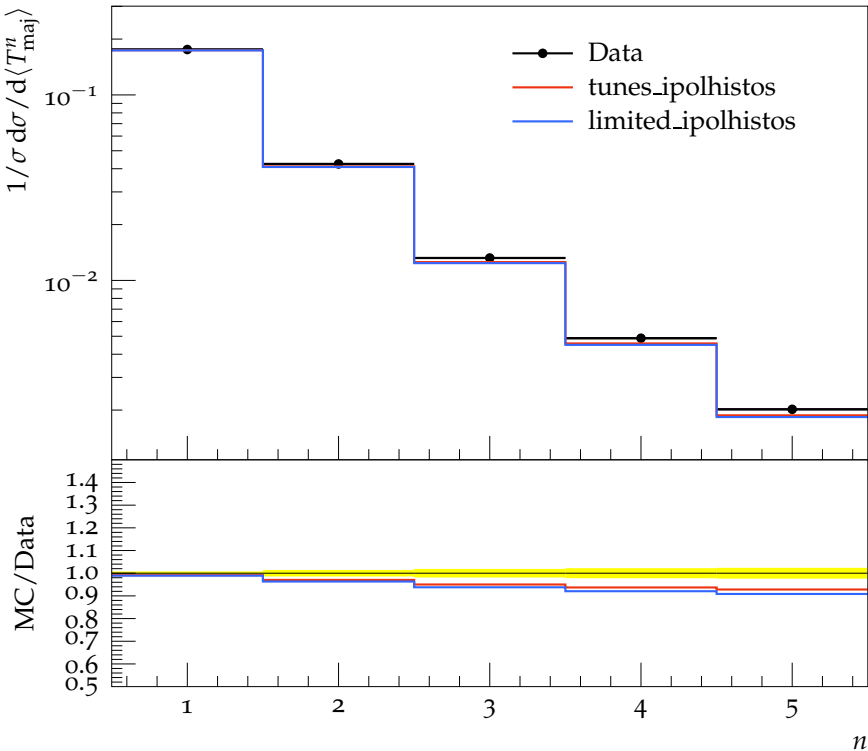 1/σ dσ/d⟨Tⁿmaj⟩
10⁻¹
10⁻²
Data
tunes_ipolhistos
limited_ipolhistos
MC/Data
1.4
1.3
1.2
1.1
1.0
0.9
0.8
0.7
0.6
0.5
1 2 3 4 5
n